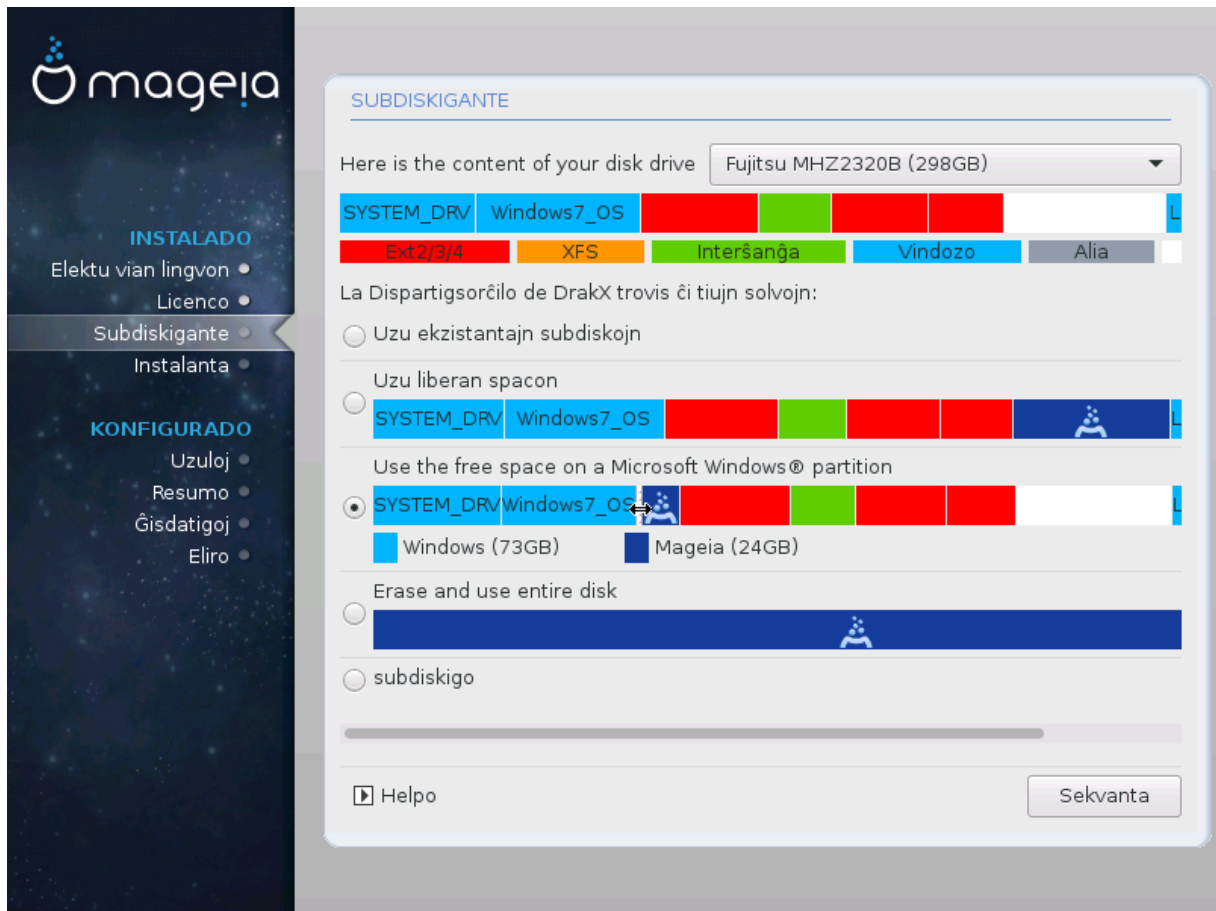 mageia
INSTALADO
Elektu vian lingvon
Licenco
Subdiskigante
Instalanta
KONFIGURADO
Uzuloj
Resumo
Ĝisdatigoj
Eliro
SUBDISKIGANTE
Here is the content of your disk drive Fujitsu MHZ2320B (298GB)
SYSTEM_DRV Windows7_OS L
Ext2/3/4 XFS Interŝanĝa Vindozo Alia
La Dispartigsorĉilo de DrakX trovis ĉi tiujn solvojn:
Uzu ekzistantajn subdiskojn
Uzu liberan spacon
SYSTEM_DRV Windows7_OS L
Use the free space on a Microsoft Windows® partition
SYSTEM_DRV Windows7_OS L
Windows (73GB) Mageia (24GB)
Erase and use entire disk
subdiskigo
Helpo
Sekvanta